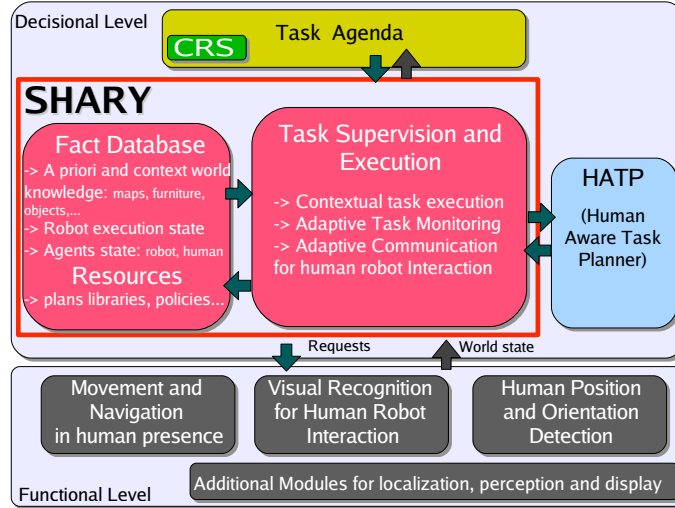 Decisional Level
Task Agenda
CRS
SHARY
Fact Database
-> A priori and context world
knowledge: maps, furniture,
objects,...
-> Robot execution state
-> Agents state: robot, human
Resources
-> plans libraries, policies...
Task Supervision and
Execution
-> Contextual task execution
-> Adaptive Task Monitoring
-> Adaptive Communication
for human robot Interaction
HATP
(Human
Aware Task
Planner)
Requests
World state
Movement and
Navigation
in human presence
Visual Recognition
for Human Robot
Interaction
Human Position
and Orientation
Detection
Additional Modules for localization, perception and display
Functional Level